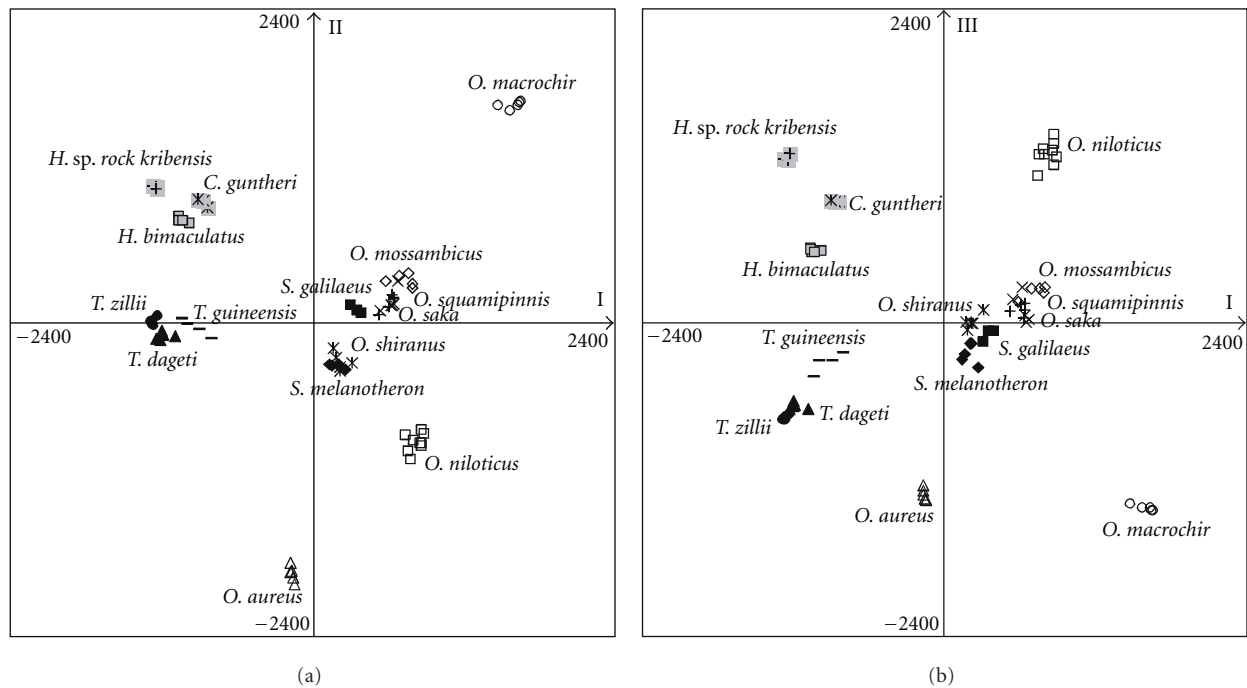 2400 II
O. macrochir
H. sp. rock kribensis
C. guntheri
H. bimaculatus
O. mossambicus
S. galilaeus
O. squamipinnis
I
T. zillii
T. guineensis
O. saka
−2400
2400
T. dageti
O. shiranus
S. melanotheron
O. niloticus
O. aureus
−2400
(a)
2400 III
H. sp. rock kribensis
O. niloticus
C. guntheri
H. bimaculatus
O. mossambicus
O. shiranus
O. squamipinnis
I
O. saka
−2400
2400
T. guineensis
S. galilaeus
S. melanotheron
T. dageti
T. zillii
O. aureus
O. macrochir
−2400
(b)